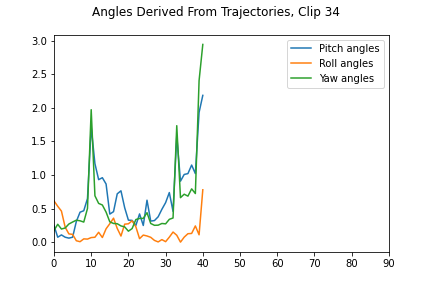 Angles Derived From Trajectories, Clip 34
3.0
2.5
2.0
1.5
1.0
0.5
0.0
Pitch angles
Roll angles
Yaw angles
0 10 20 30 40 50 60 70 80 90